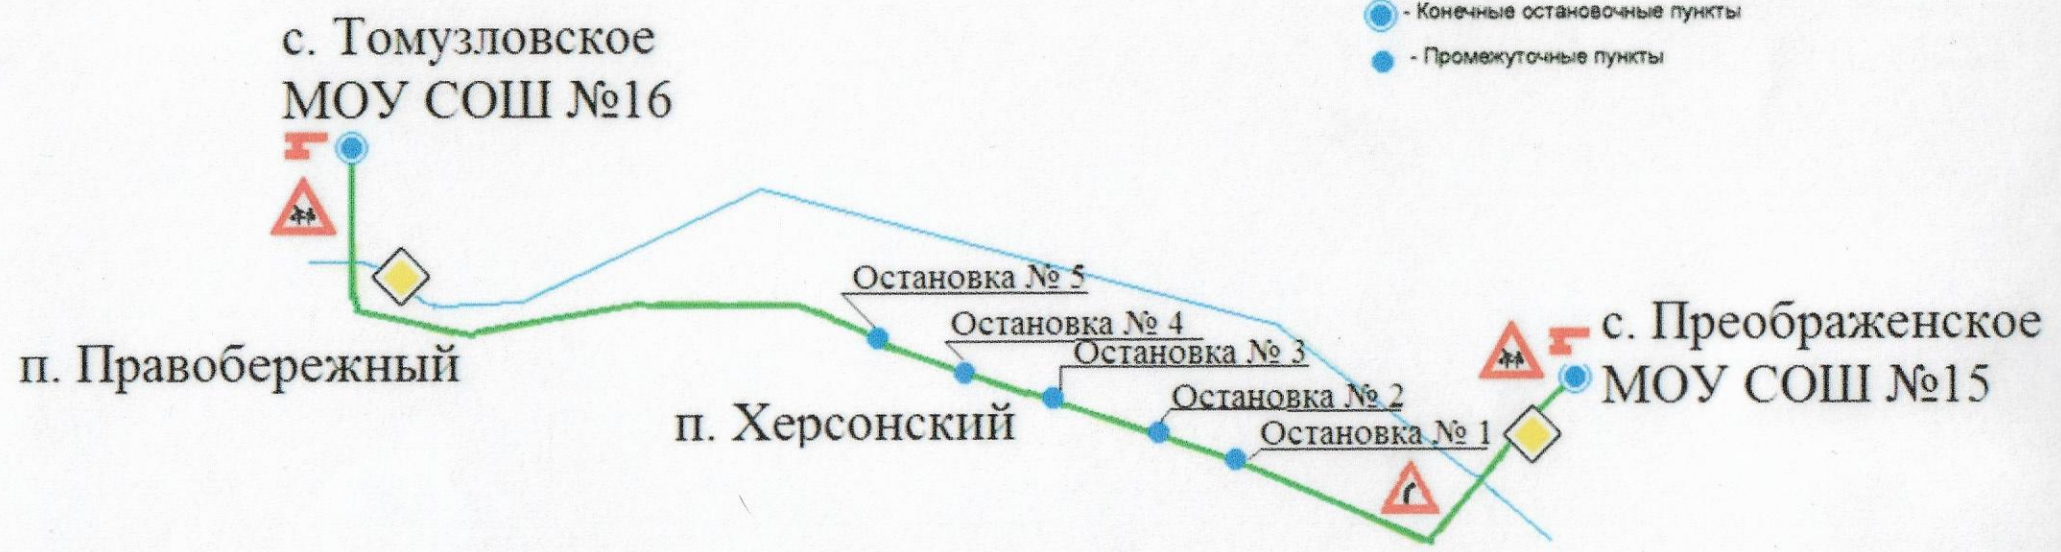 - Конечные остановочные пункты
- Промежуточные пункты
с. Томузловское
МОУ СОШ №16
Остановка № 5
Остановка № 4
Остановка № 3
Остановка № 2
Остановка № 1
с. Преображенское
МОУ СОШ №15
п. Правобережный
п. Херсонский